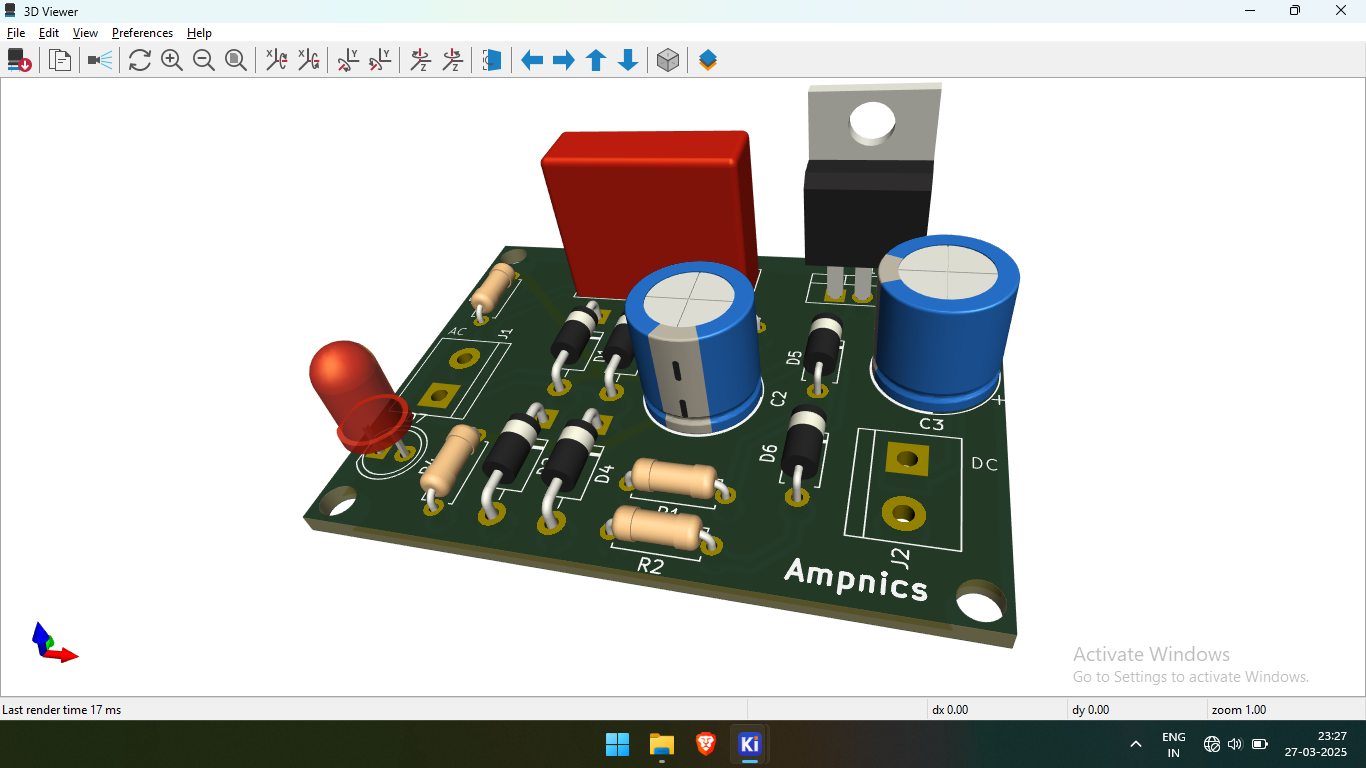 3D Viewer
File Edit View Preferences Help
AC
J1
D5
C2
C3
D6
D4
DC
R1
R2
J2
Ampnics
Activate Windows
Go to Settings to activate Windows.
Last render time 17 ms
dx 0.00
dy 0.00
zoom 1.00
Ki
ENG
IN
23:27
27-03-2025